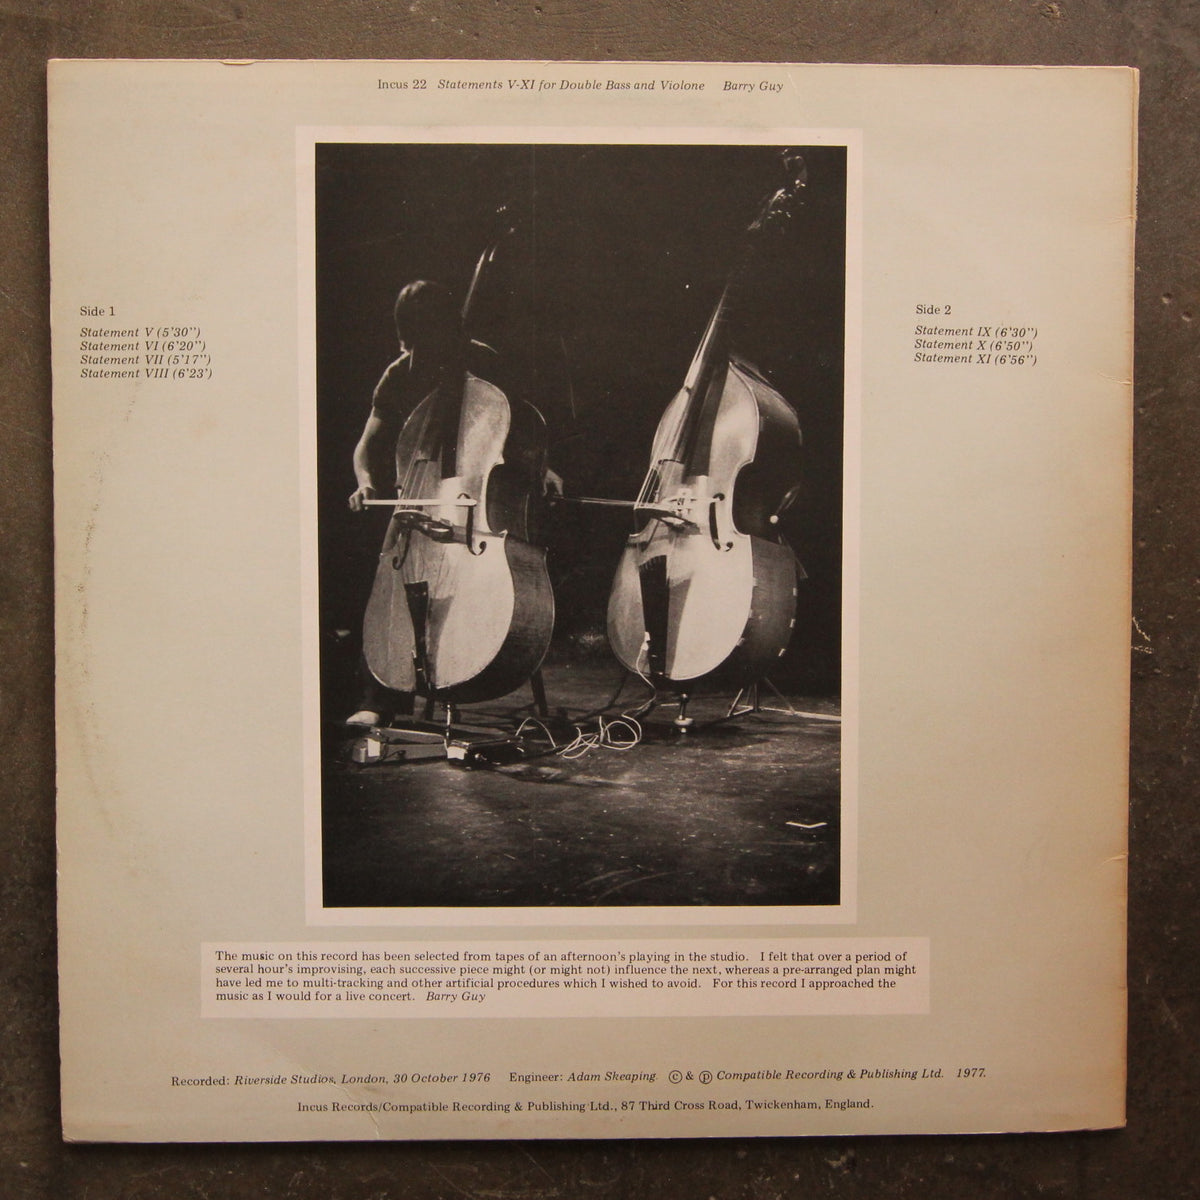 Incus 22 Statements V-XI for Double Bass and Violone Barry Guy
Side 1
Statement V (5'30'')
Statement VI (6'20'')
Statement VII (5'17'')
Statement VIII (6'23')
Side 2
Statement IX (6'30'')
Statement X (6'50'')
Statement XI (6'56'')
The music on this record has been selected from tapes of an afternoon's playing in the studio. I felt that over a period of
several hour's improvising, each successive piece might (or might not) influence the next, whereas a pre-arranged plan might
have led me to multi-tracking and other artificial procedures which I wished to avoid. For this record I approached the
music as I would for a live concert. Barry Guy
Recorded: Riverside Studios, London, 30 October 1976 Engineer: Adam Skeaping. © & ℗ Compatible Recording & Publishing Ltd. 1977.
Incus Records/Compatible Recording & Publishing Ltd., 87 Third Cross Road, Twickenham, England.